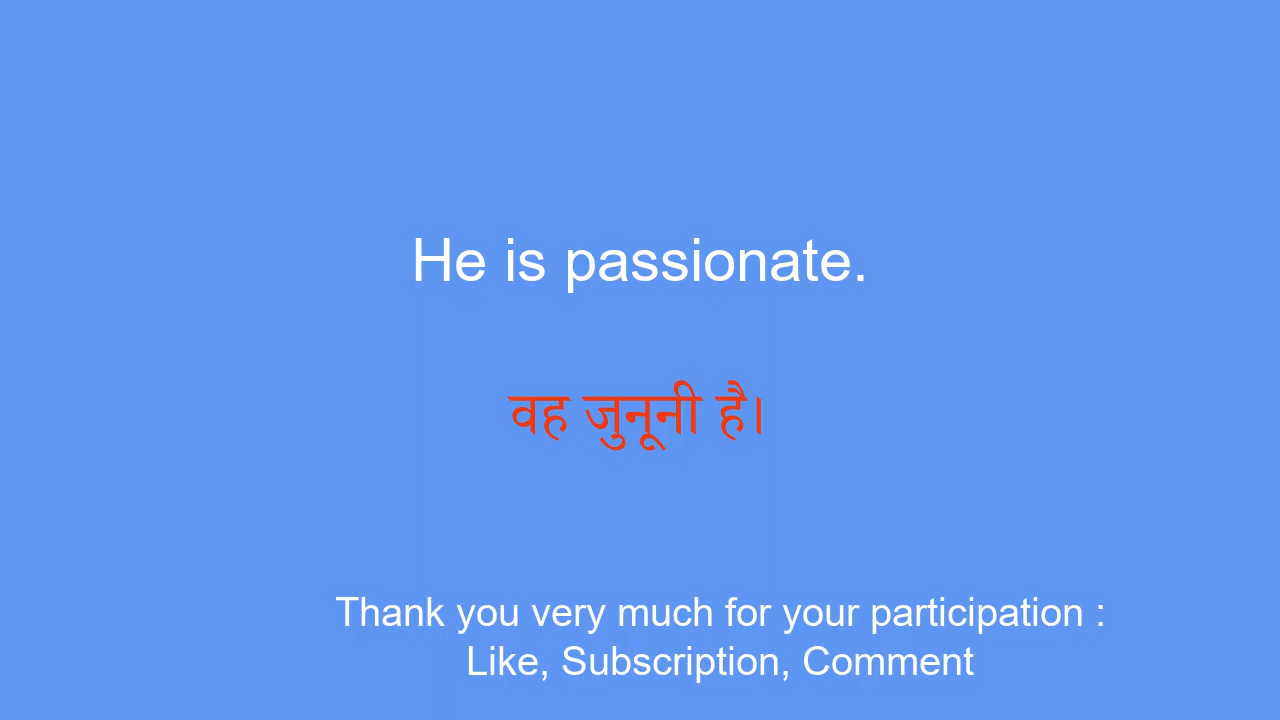 He is passionate.
वह जुनूनी है।
Thank you very much for your participation :
Like, Subscription, Comment